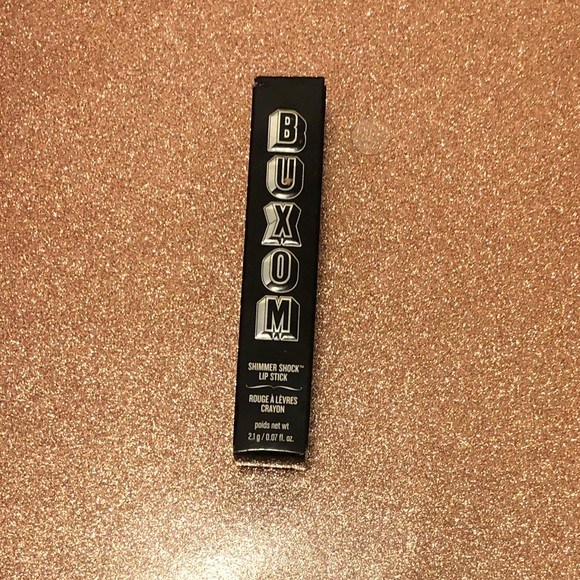 BUXOM
SHIMMER SHOCK™
LIP STICK
ROUGE À LÈVRES
CRAYON
poids net wt
2.1 g / 0.07 fl. oz.